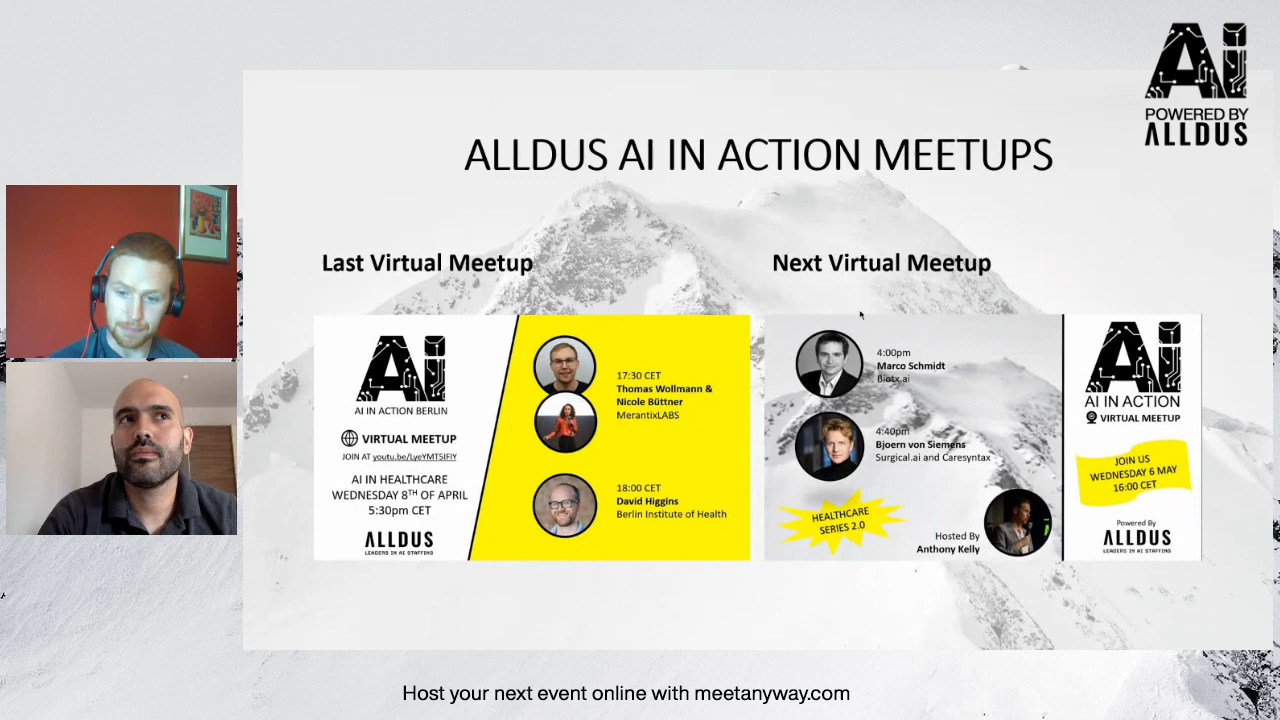 Ai
POWERED BY
ALLDUS
ALLDUS AI IN ACTION MEETUPS
Last Virtual Meetup
Ai
AI IN ACTION BERLIN
VIRTUAL MEETUP
JOIN AT youtu.be/LyeYMT5IFIY
AI IN HEALTHCARE
WEDNESDAY 8TH OF APRIL
5:30pm CET
ALLDUS
LEADERS IN AI STAFFING
17:30 CET
Thomas Wollmann &
Nicole Büttner
MerantixLABS
18:00 CET
David Higgins
Berlin Institute of Health
Next Virtual Meetup
4:00pm
Marco Schmidt
Biotx.ai
4:40pm
Bjoern von Siemens
Surgical.ai and Caresyntax
HEALTHCARE
SERIES 2.0
Hosted By
Anthony Kelly
Ai
AI IN ACTION
VIRTUAL MEETUP
JOIN US
WEDNESDAY 6 MAY
16:00 CET
Powered By
ALLDUS
LEADERS IN AI STAFFING
Host your next event online with meetanyway.com